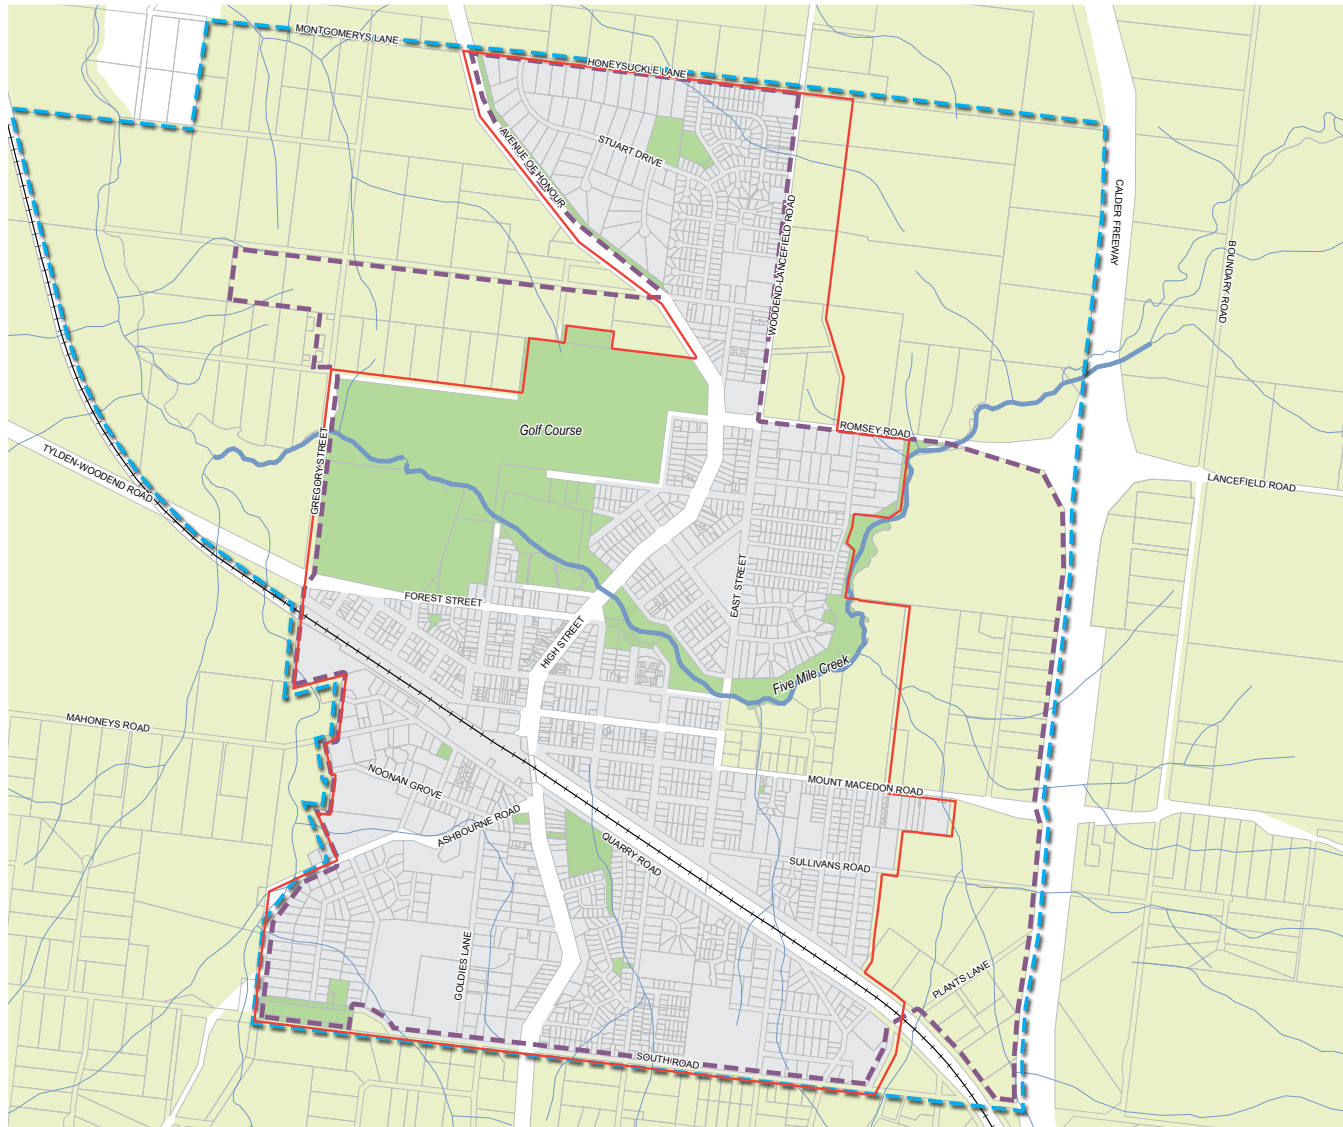 MONTGOMERYS LANE
HONEYSUCKLE LANE
STUART DRIVE
AVENUE OF HONOUR
WOODEND-LANCEFIELD ROAD
CALDER FREEWAY
BOUNDARY ROAD
ROMSEY ROAD
Golf Course
GREGORY STREET
TYLDEN-WOODEND ROAD
LANCEFIELD ROAD
EAST STREET
FOREST STREET
HIGH STREET
Five Mile Creek
MAHONEYS ROAD
NOONAN GROVE
MOUNT MACEDON ROAD
ASHBOURNE ROAD
QUARRY ROAD
SULLIVANS ROAD
GOLDIES LANE
PLANTS LANE
SOUTH ROAD